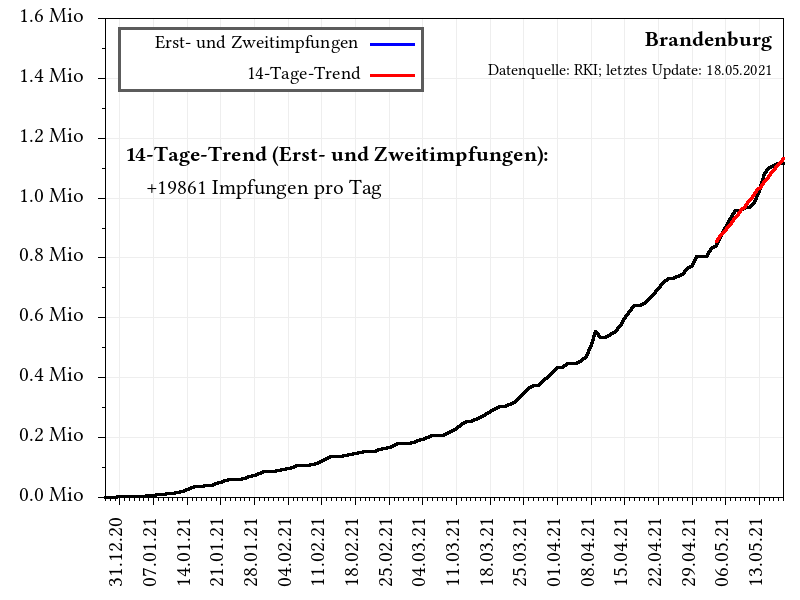 1.6 Mio
1.4 Mio
1.2 Mio
1.0 Mio
0.8 Mio
0.6 Mio
0.4 Mio
0.2 Mio
0.0 Mio
Erst- und Zweitimpfungen
14-Tage-Trend
Brandenburg
Datenquelle: RKI; letztes Update: 18.05.2021
14-Tage-Trend (Erst- und Zweitimpfungen):
+19861 Impfungen pro Tag
31.12.20
07.01.21
14.01.21
21.01.21
28.01.21
04.02.21
11.02.21
18.02.21
25.02.21
04.03.21
11.03.21
18.03.21
25.03.21
01.04.21
08.04.21
15.04.21
22.04.21
29.04.21
06.05.21
13.05.21